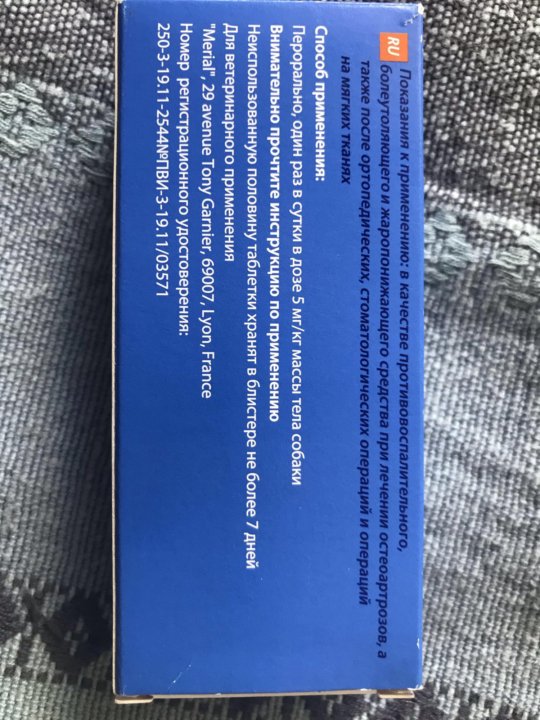 RU
Показания к применению: в качестве противовоспалительного,
болеутоляющего и жаропонижающего средства при лечении остеоартрозов, а
также после ортопедических, стоматологических операций и операций
на мягких тканях
Способ применения:
Перорально, один раз в сутки в дозе 5 мг/кг массы тела собаки
Внимательно прочтите инструкцию по применению
Неиспользованную половину таблетки хранят в блистере не более 7 дней
Для ветеринарного применения
"Merial", 29 avenue Tony Garnier, 69007, Lyon, France
Номер регистрационного удостоверения:
250-3-19.11-2544№ПВИ-3-19.11/03571